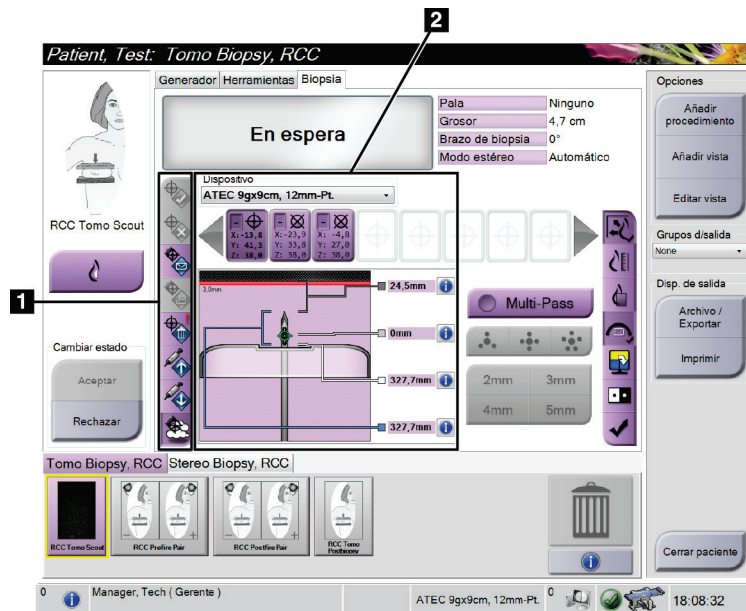 2
Patient, Test: Tomo Biopsy, RCC
Generador Herramientas Biopsia
En espera
Pala Ninguno
Grosor 4,7 cm
Brazo de biopsia 0°
Modo estéreo Automático
Dispositivo
ATEC 9gx9cm, 12mm-Pt.
X:-13,8
Y: 41,3
Z: 38,0
X:-23,9
Y: 33,8
Z: 38,0
X: -4,8
Y: 27,0
Z: 38,0
3,0mm
24,5mm
0mm
327,7mm
327,7mm
Multi-Pass
2mm 3mm
4mm 5mm
1
RCC Tomo Scout
Cambiar estado
Aceptar
Rechazar
Opciones
Añadir
procedimiento
Añadir vista
Editar vista
Grupos d/salida
None
Disp. de salida
Archivo /
Exportar
Imprimir
Cerrar paciente
Tomo Biopsy, RCC Stereo Biopsy, RCC
RCC Tomo Scout
RCC Prefire Pair
RCC Postfire Pair
RCC Tomo
Postbiopsy
0 Manager, Tech ( Gerente ) ATEC 9gx9cm, 12mm-Pt. 0 18:08:32